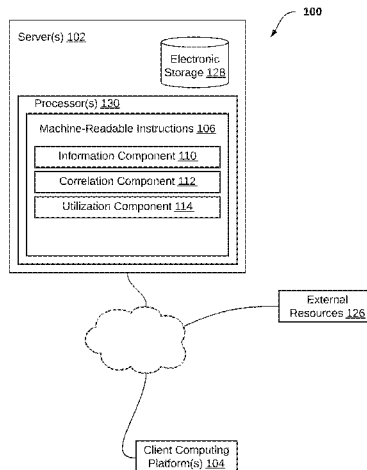 100
Server(s) 102
Electronic
Storage 128
Processor(s) 130
Machine-Readable Instructions 106
Information Component 110
Correlation Component 112
Utilization Component 114
External
Resources 126
Client Computing
Platform(s) 104